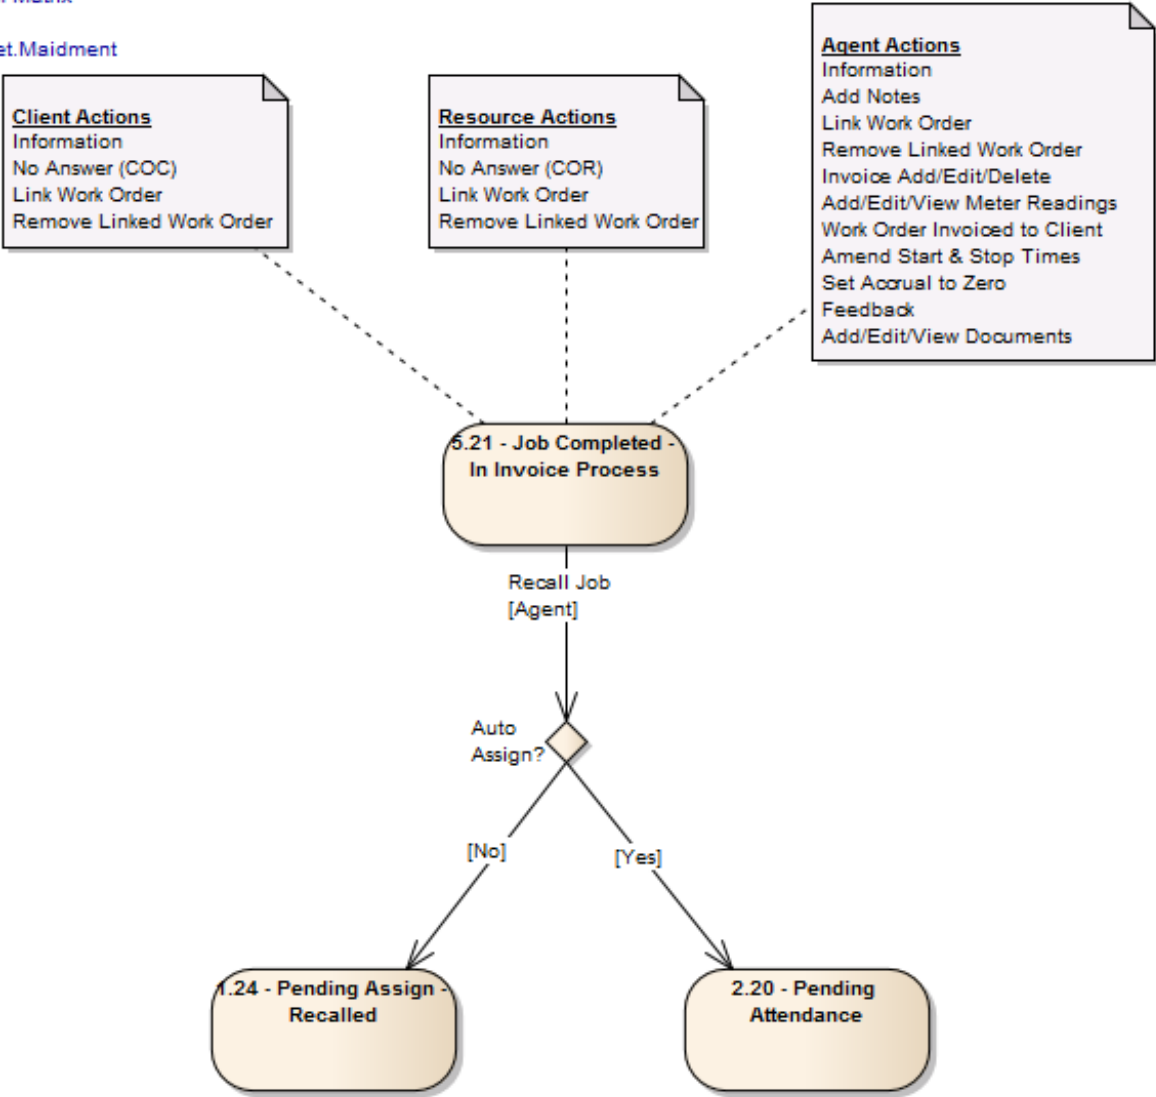 Matrix
et.Maidment
Client Actions
Information
No Answer (COC)
Link Work Order
Remove Linked Work Order
Resource Actions
Information
No Answer (COR)
Link Work Order
Remove Linked Work Order
Agent Actions
Information
Add Notes
Link Work Order
Remove Linked Work Order
Invoice Add/Edit/Delete
Add/Edit/View Meter Readings
Work Order Invoiced to Client
Amend Start & Stop Times
Set Accrual to Zero
Feedback
Add/Edit/View Documents
5.21 - Job Completed -
In Invoice Process
Recall Job
[Agent]
Auto
Assign?
[No]
[Yes]
1.24 - Pending Assign -
Recalled
2.20 - Pending
Attendance